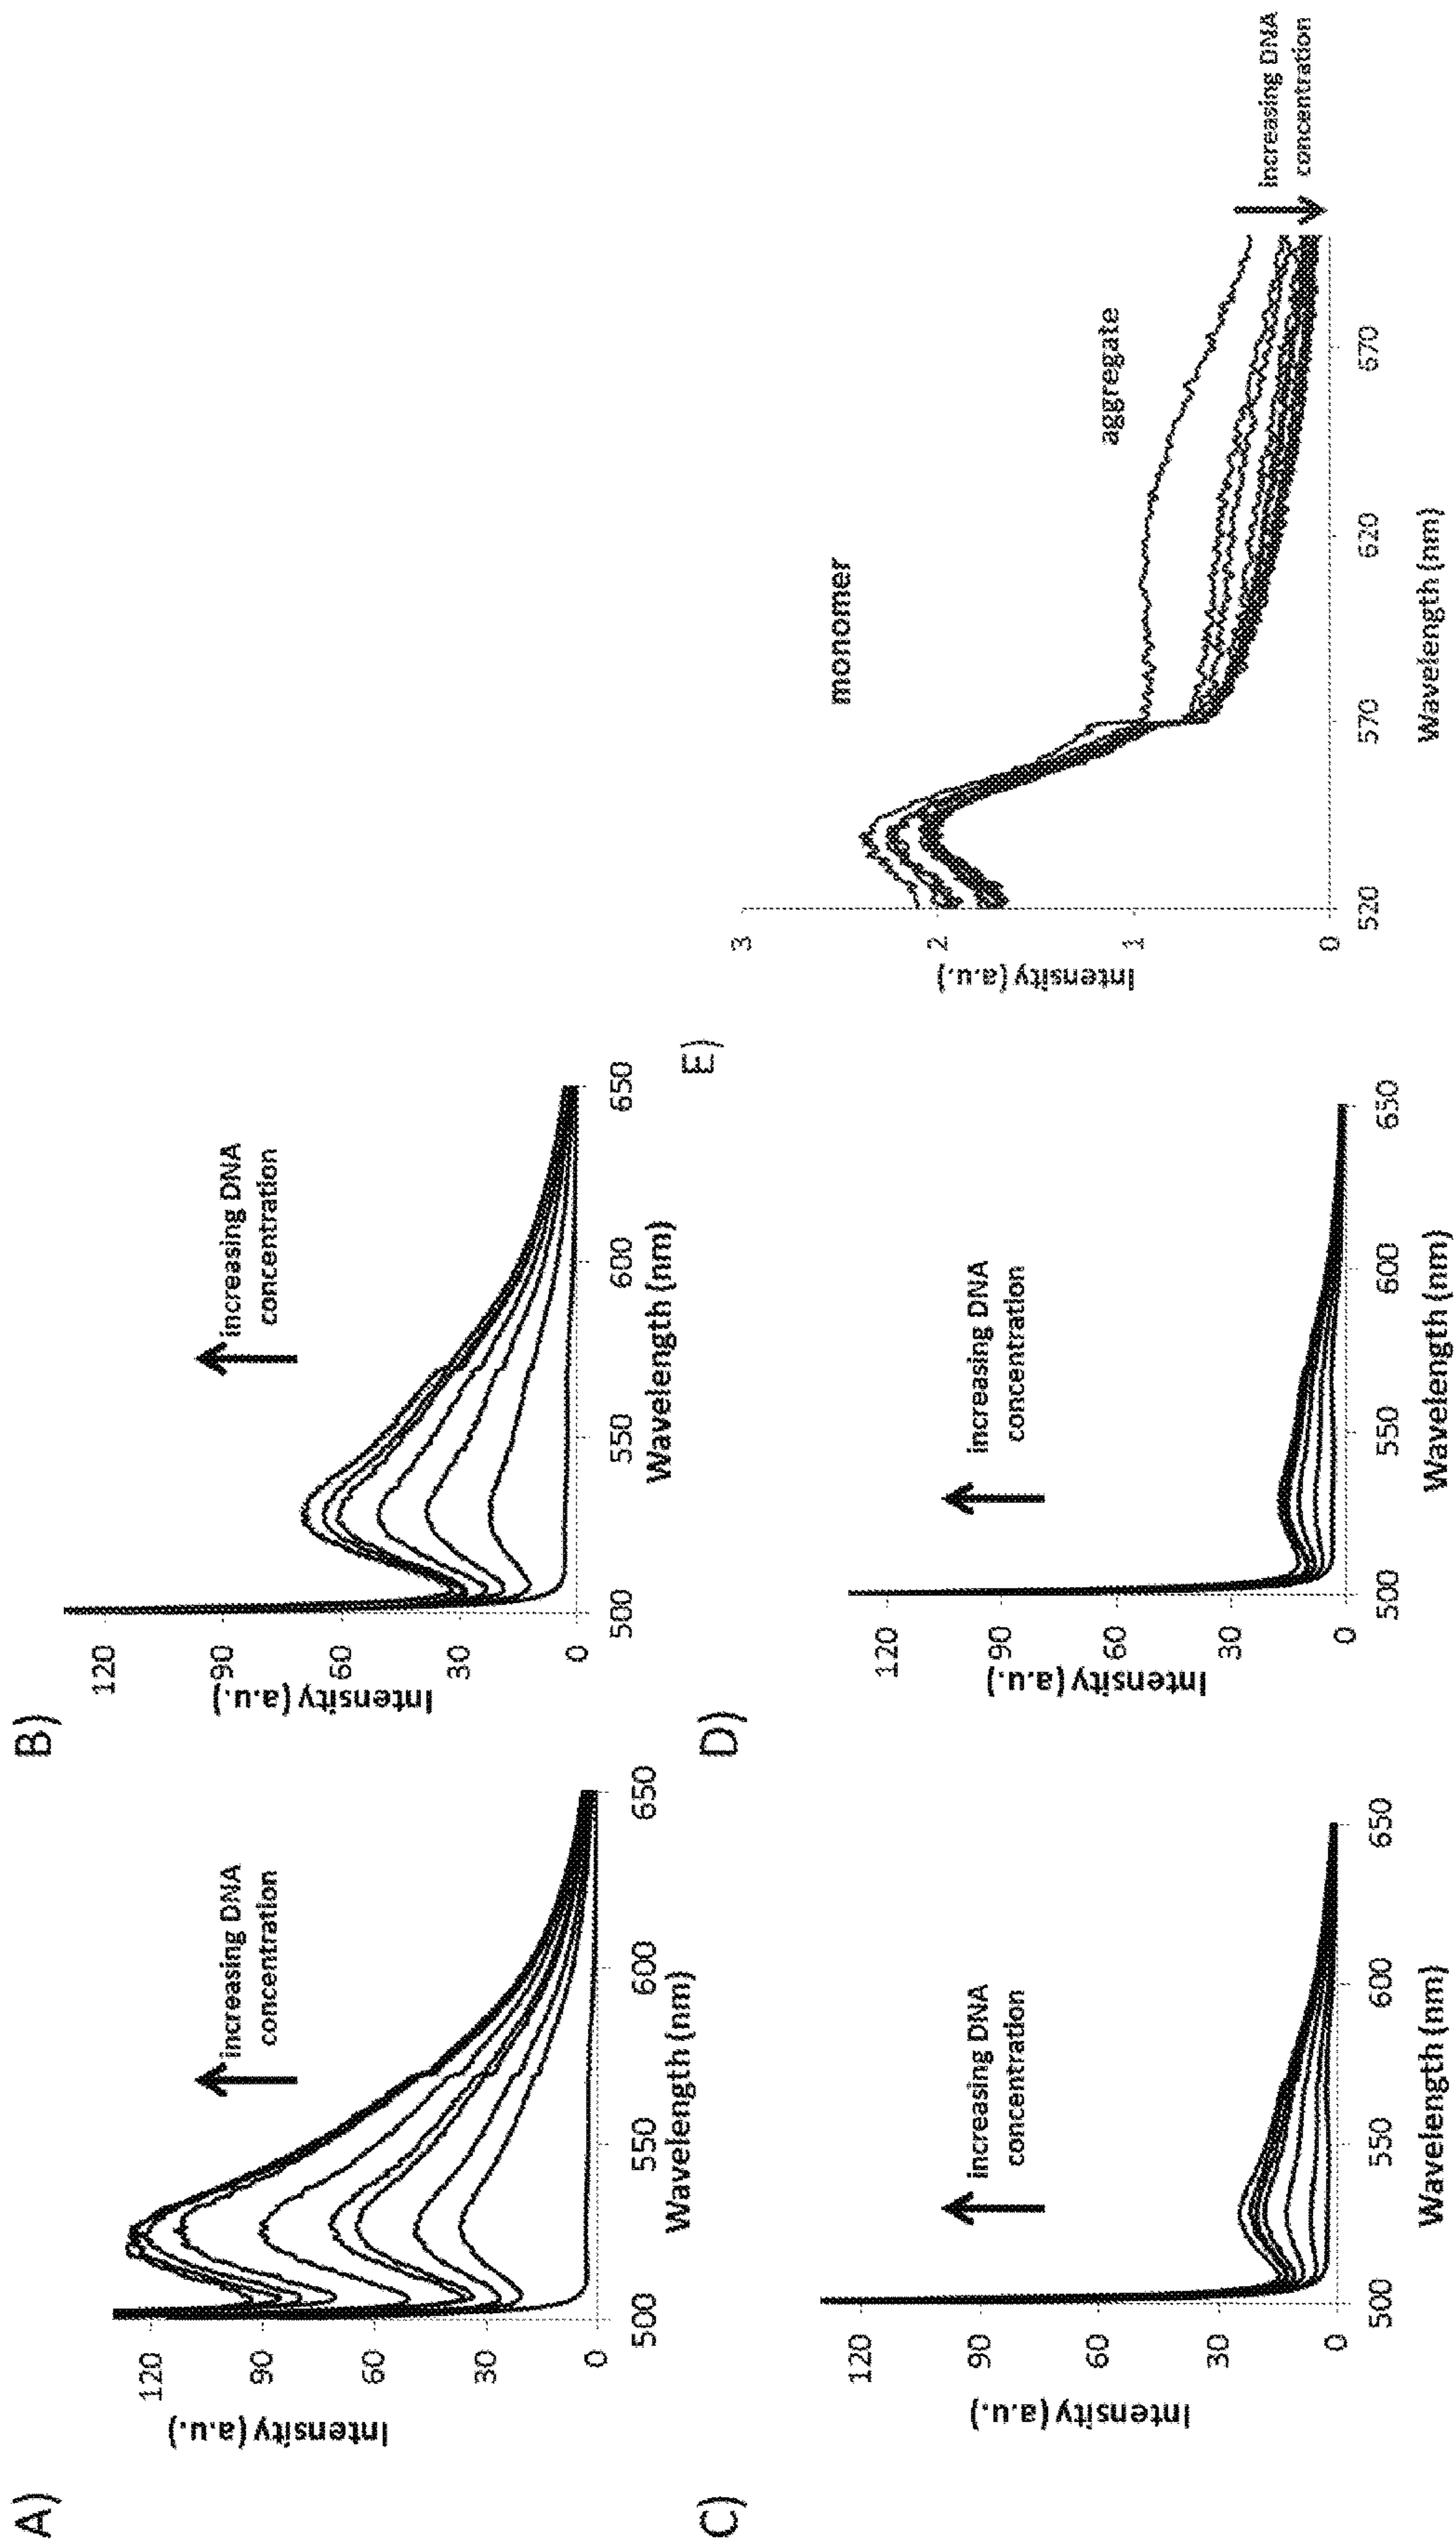 A)
Intensity (a.u.)
120
90
60
30
0
500
550
600
650
Wavelength (nm)
increasing DNA
concentration
B)
Intensity (a.u.)
120
90
60
30
0
500
550
600
650
Wavelength (nm)
increasing DNA
concentration
C)
Intensity (a.u.)
120
90
60
30
0
500
550
600
650
Wavelength (nm)
increasing DNA
concentration
D)
Intensity (a.u.)
120
90
60
30
0
500
550
600
650
Wavelength (nm)
increasing DNA
concentration
E)
Intensity (a.u.)
3
2
1
0
520
570
620
670
Wavelength (nm)
monomer
aggregate
increasing DNA
concentration